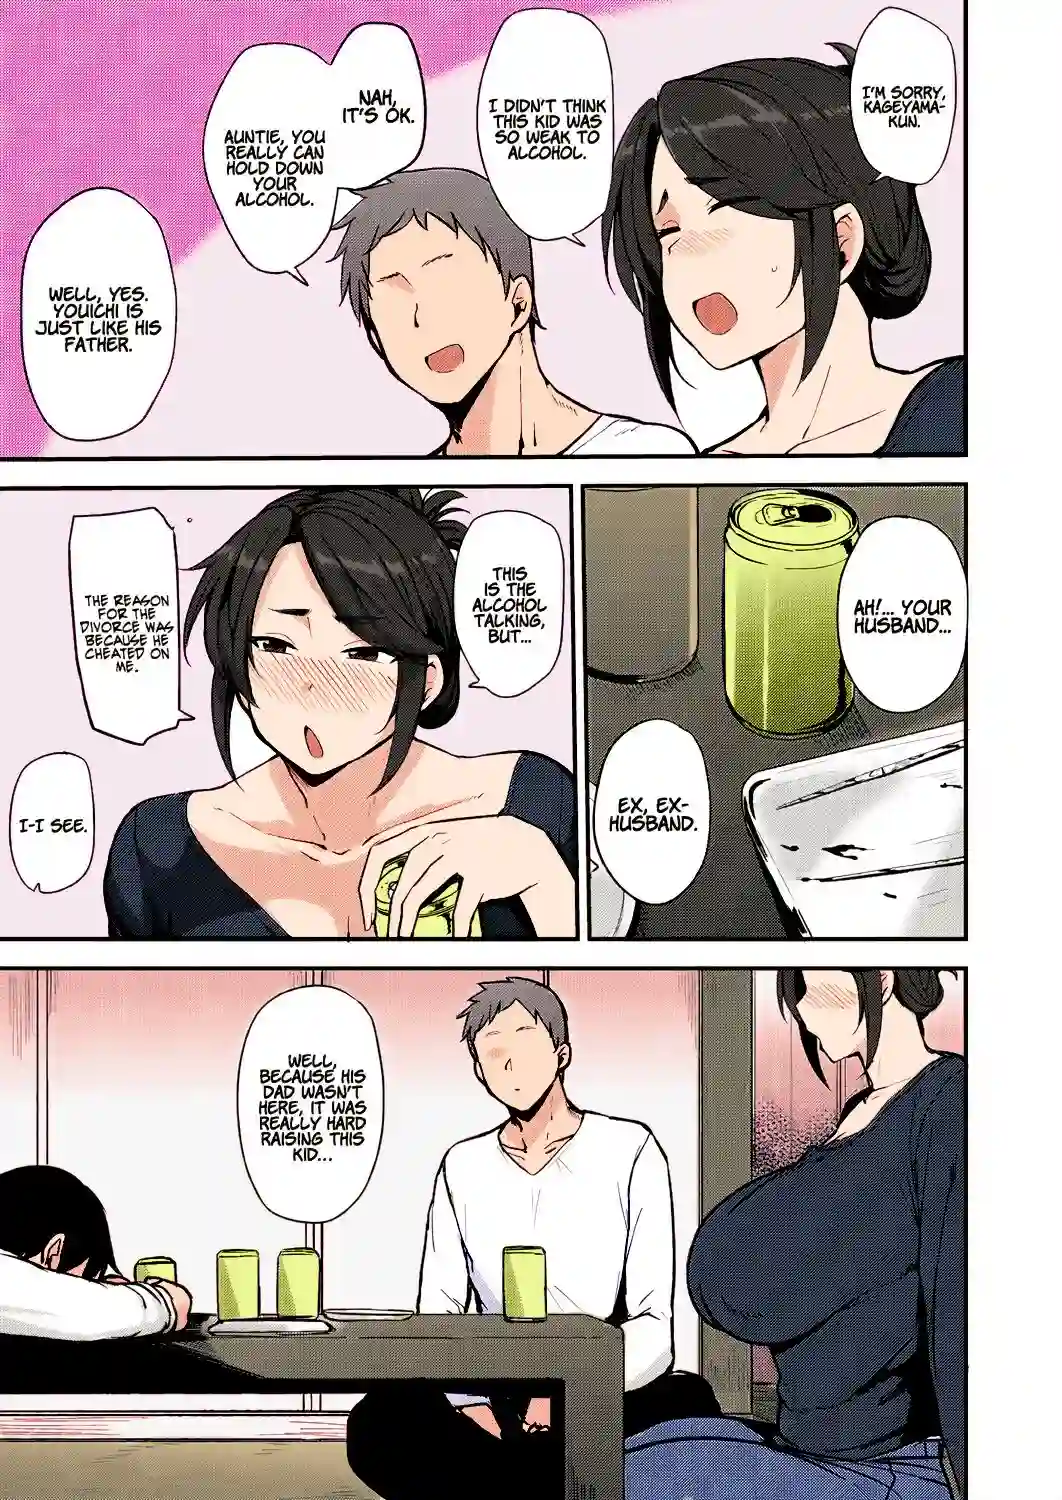 I'M SORRY,
KAGEYAMA-
KUN.
I DIDN'T THINK
THIS KID WAS
SO WEAK TO
ALCOHOL.
NAH,
IT'S OK.
AUNTIE, YOU
REALLY CAN
HOLD DOWN
YOUR
ALCOHOL.
WELL, YES.
YOUICHI IS
JUST LIKE HIS
FATHER.
AH!... YOUR
HUSBAND...
EX, EX-
HUSBAND.
THIS
IS THE
ALCOHOL
TALKING,
BUT...
THE REASON
FOR THE
DIVORCE WAS
BECAUSE HE
CHEATED ON
ME.
I-I SEE.
WELL,
BECAUSE HIS
DAD WASN'T
HERE, IT WAS
REALLY HARD
RAISING THIS
KID...